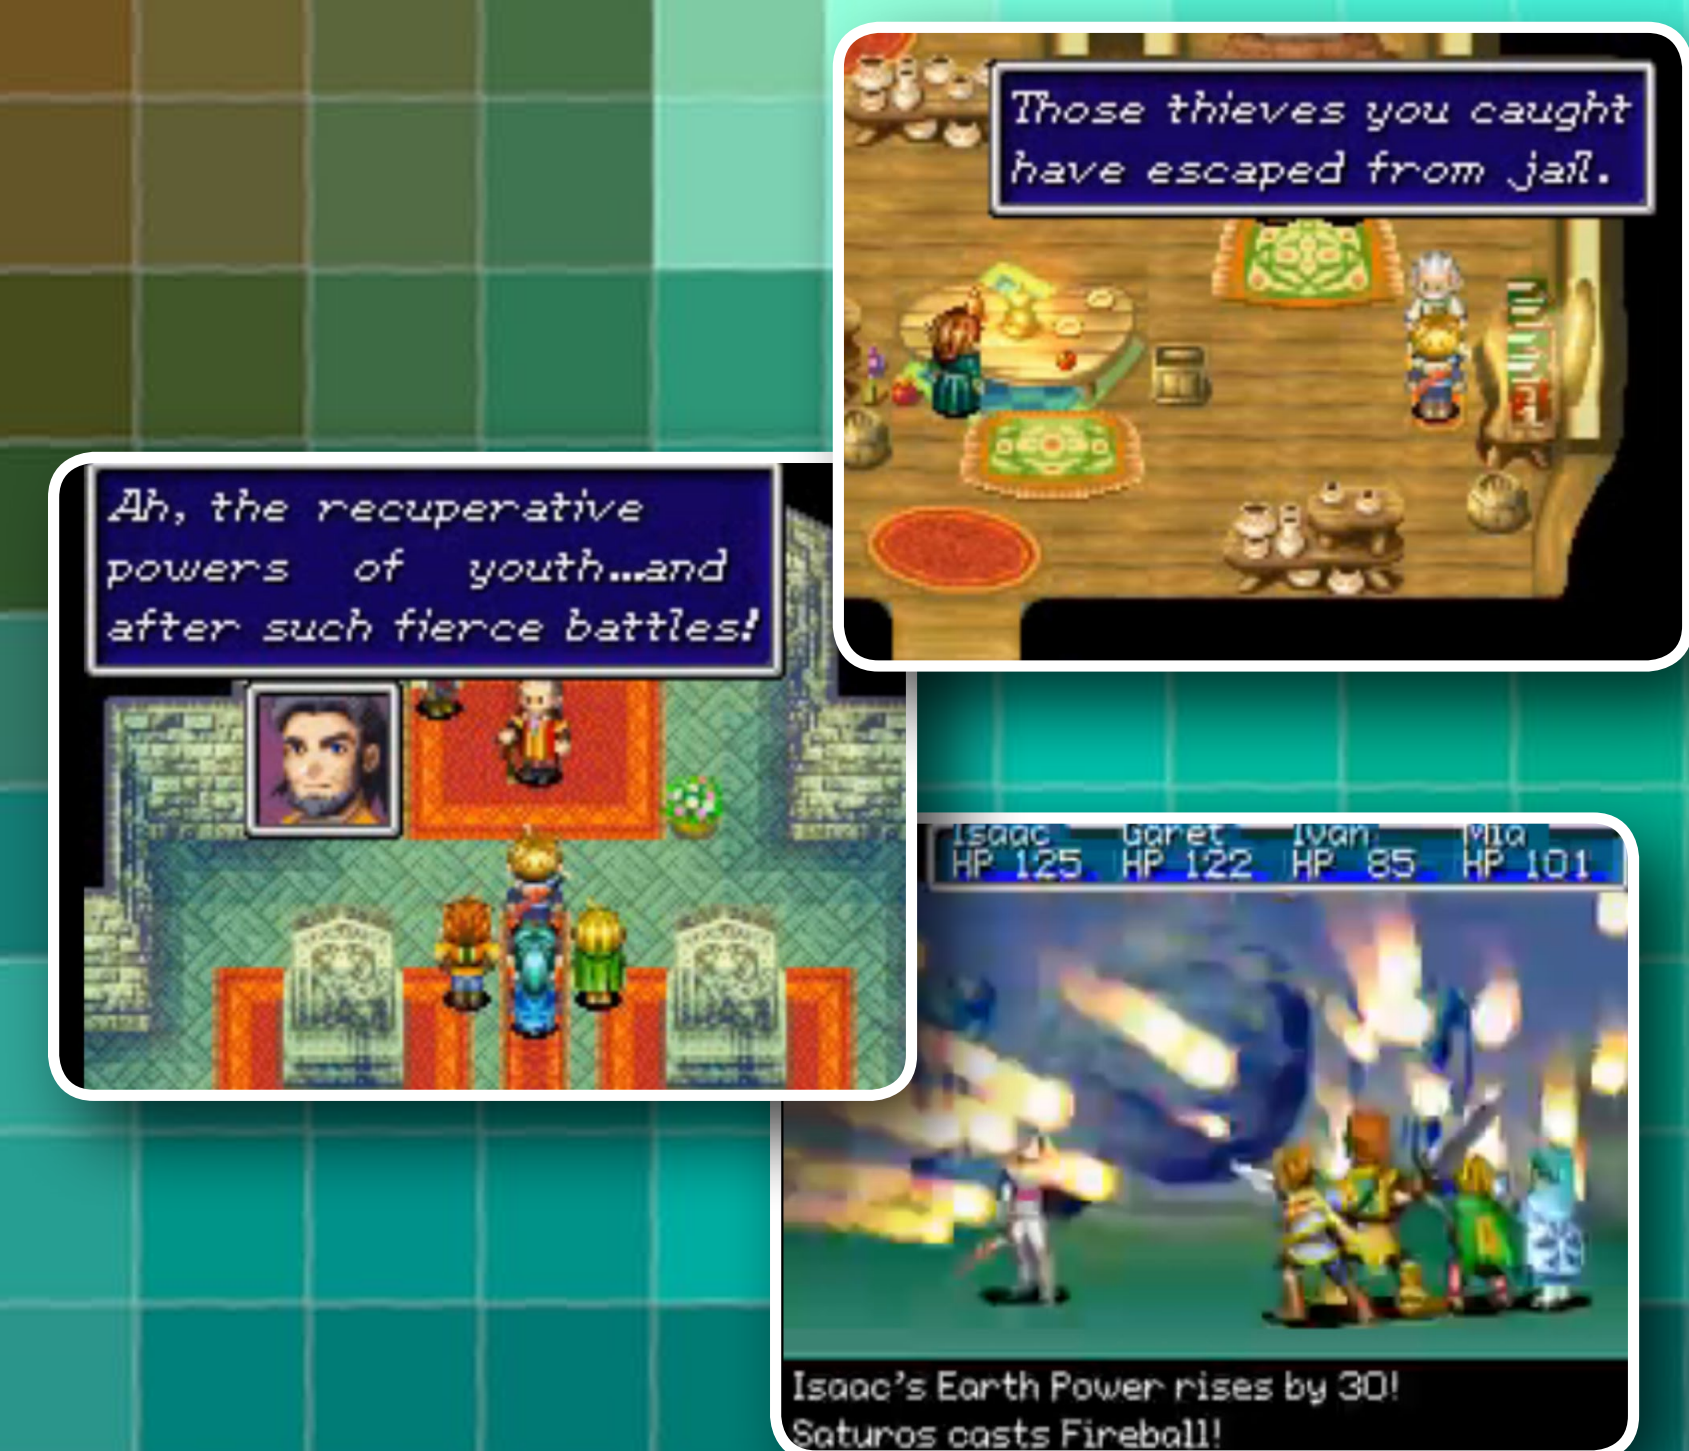 Those thieves you caught
have escaped from jail.
Ah, the recuperative
powers of youth...and
after such fierce battles!
Isaac Garet Ivan Mia
HP 125 HP 122 HP 85 HP 101
Isaac's Earth Power rises by 30!
Saturos casts Fireball!